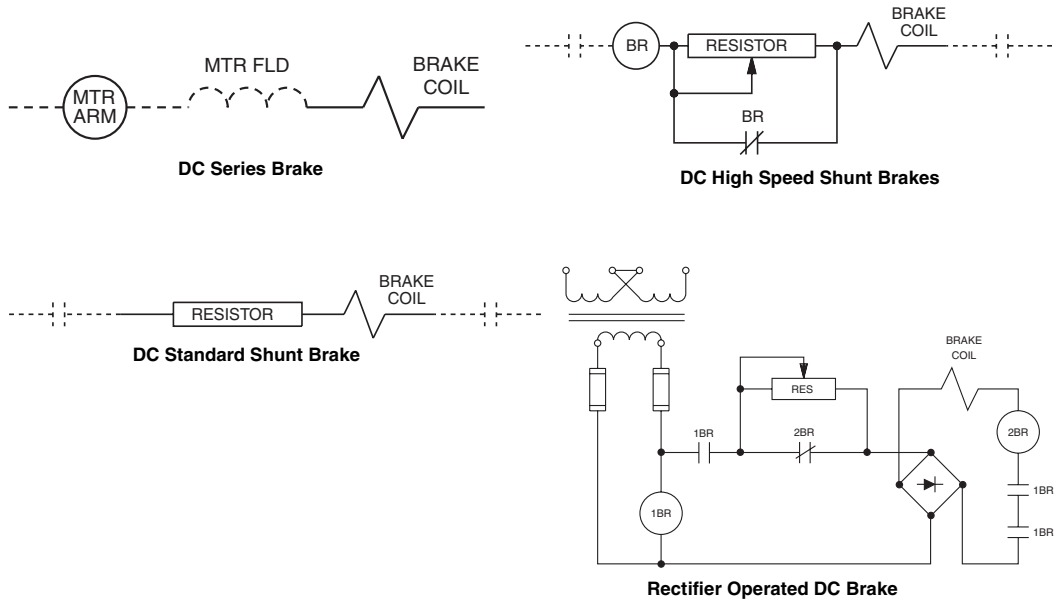 MTR
ARM
MTR FLD
BRAKE
COIL
DC Series Brake
BR
RESISTOR
BRAKE
COIL
BR
DC High Speed Shunt Brakes
RESISTOR
BRAKE
COIL
DC Standard Shunt Brake
1BR
RES
2BR
1BR
BRAKE
COIL
2BR
1BR
1BR
Rectifier Operated DC Brake